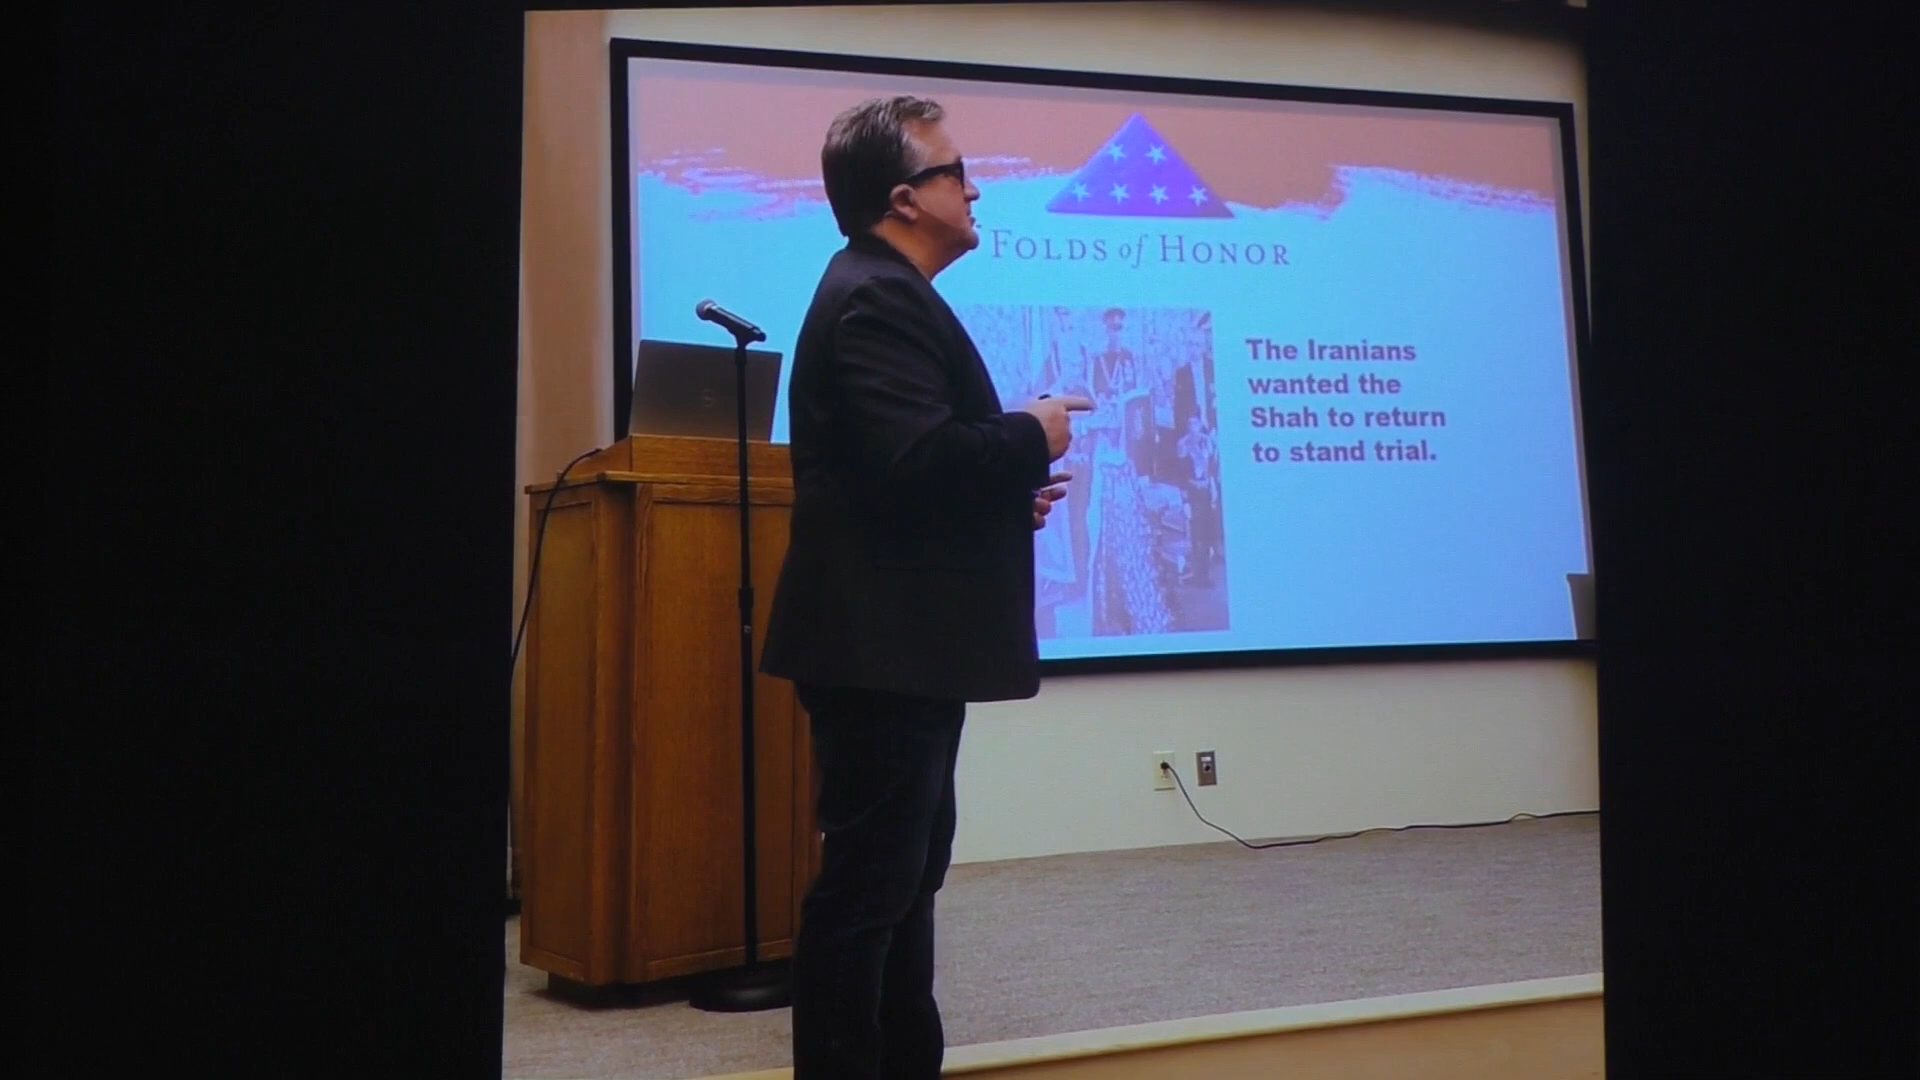 FOLDS of HONOR
The Iranians
wanted the
Shah to return
to stand trial.